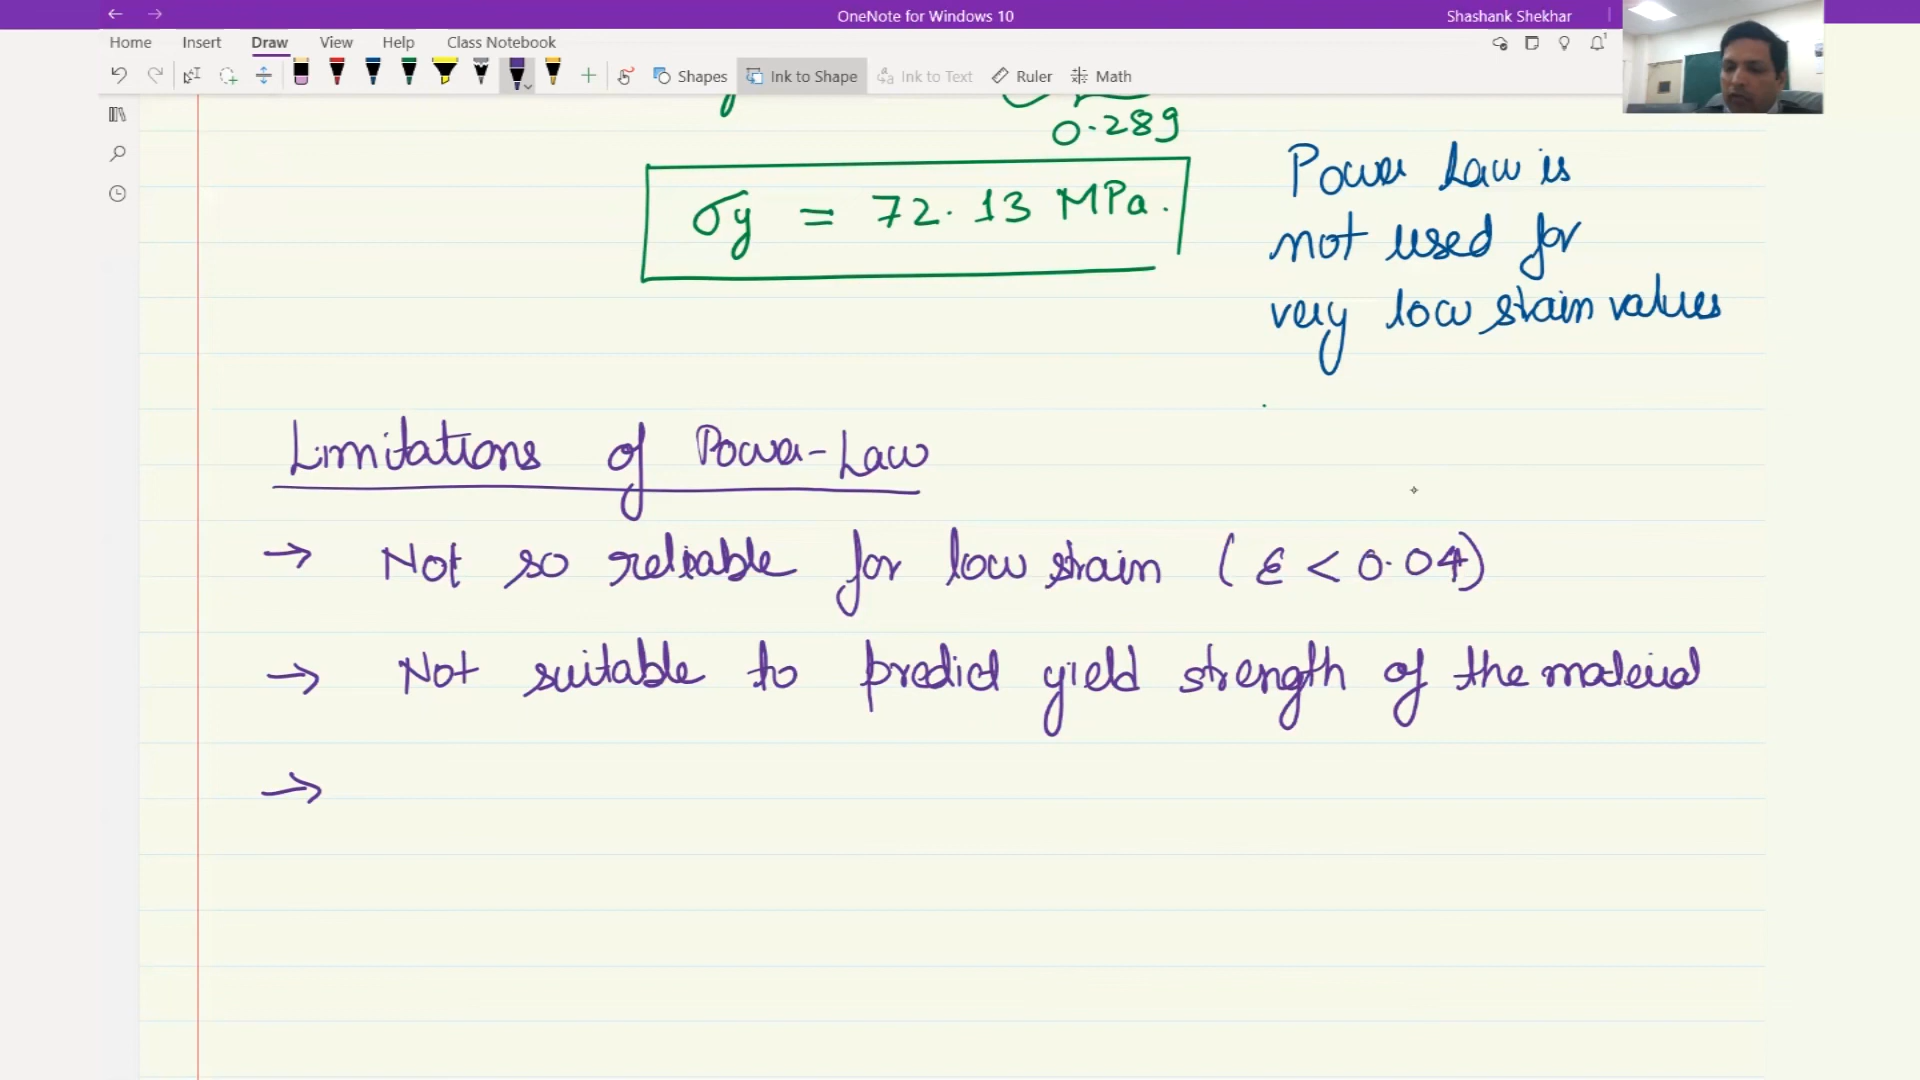 OneNote for Windows 10
Shashank Shekhar
Home Insert Draw View Help Class Notebook
Shapes Ink to Shape Ink to Text Ruler Math
0.289
σy = 72.13 MPa.
Power Law is
not used for
very low strain values
Limitations of Power-Law
→ Not so reliable for low strain (ε < 0.04)
→ Not suitable to predict yield strength of the material
→